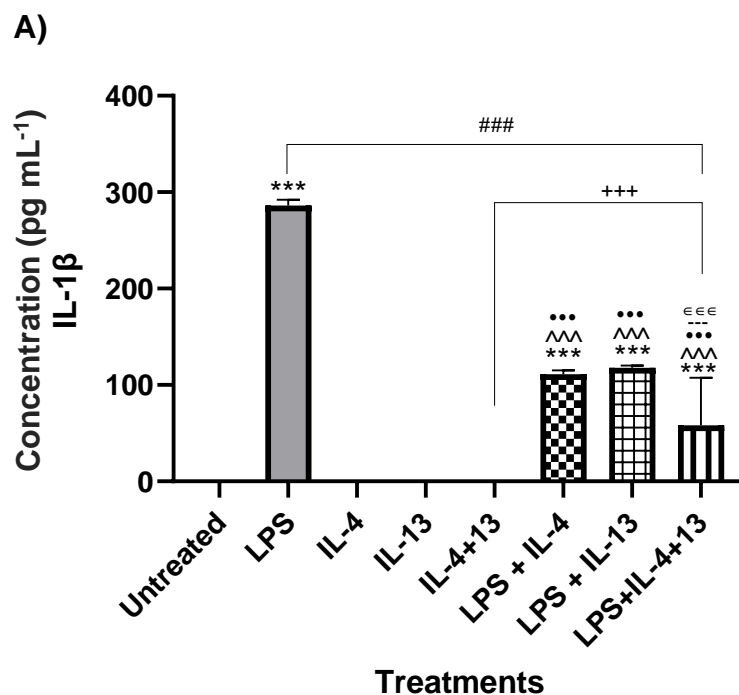 A)
Concentration (pg mL⁻¹)
IL-1β
400
300
200
100
0
###
+++
***
•••
^^^
***
•••
^^^
***
∈∈∈
---
•••
^^^
***
Untreated
LPS
IL-4
IL-13
IL-4+13
LPS + IL-4
LPS + IL-13
LPS+IL-4+13
Treatments